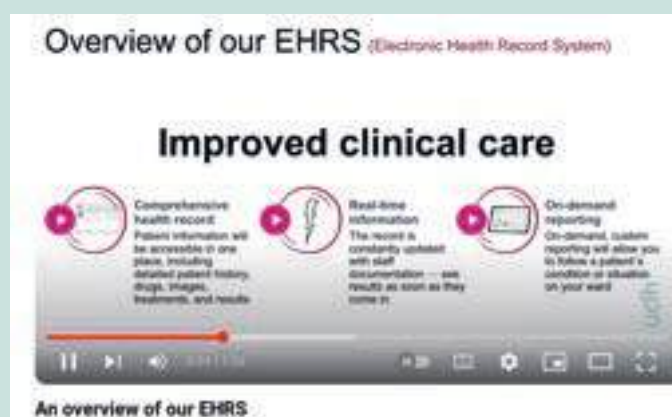 Overview of our EHRS (Electronic Health Record System)
Improved clinical care
Comprehensive
health record
Patient information will
be accessible in one
place, including
detailed patient history,
drugs, images,
treatments, and results
Real-time
information
The record is
constantly updated
with staff
documentation – see
results as soon as they
come in
On-demand
reporting
On-demand, custom
reporting will allow you
to follow a patient's
condition or situation
on your ward
An overview of our EHRS